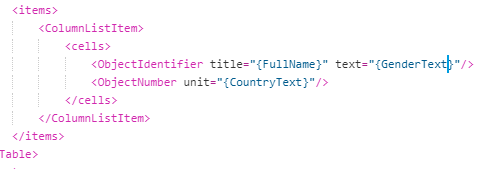 <items>
<ColumnListItem>
<cells>
<ObjectIdentifier title="{FullName}" text="{GenderText}"/>
<ObjectNumber unit="{CountryText}"/>
</cells>
</ColumnListItem>
</items>
Table>